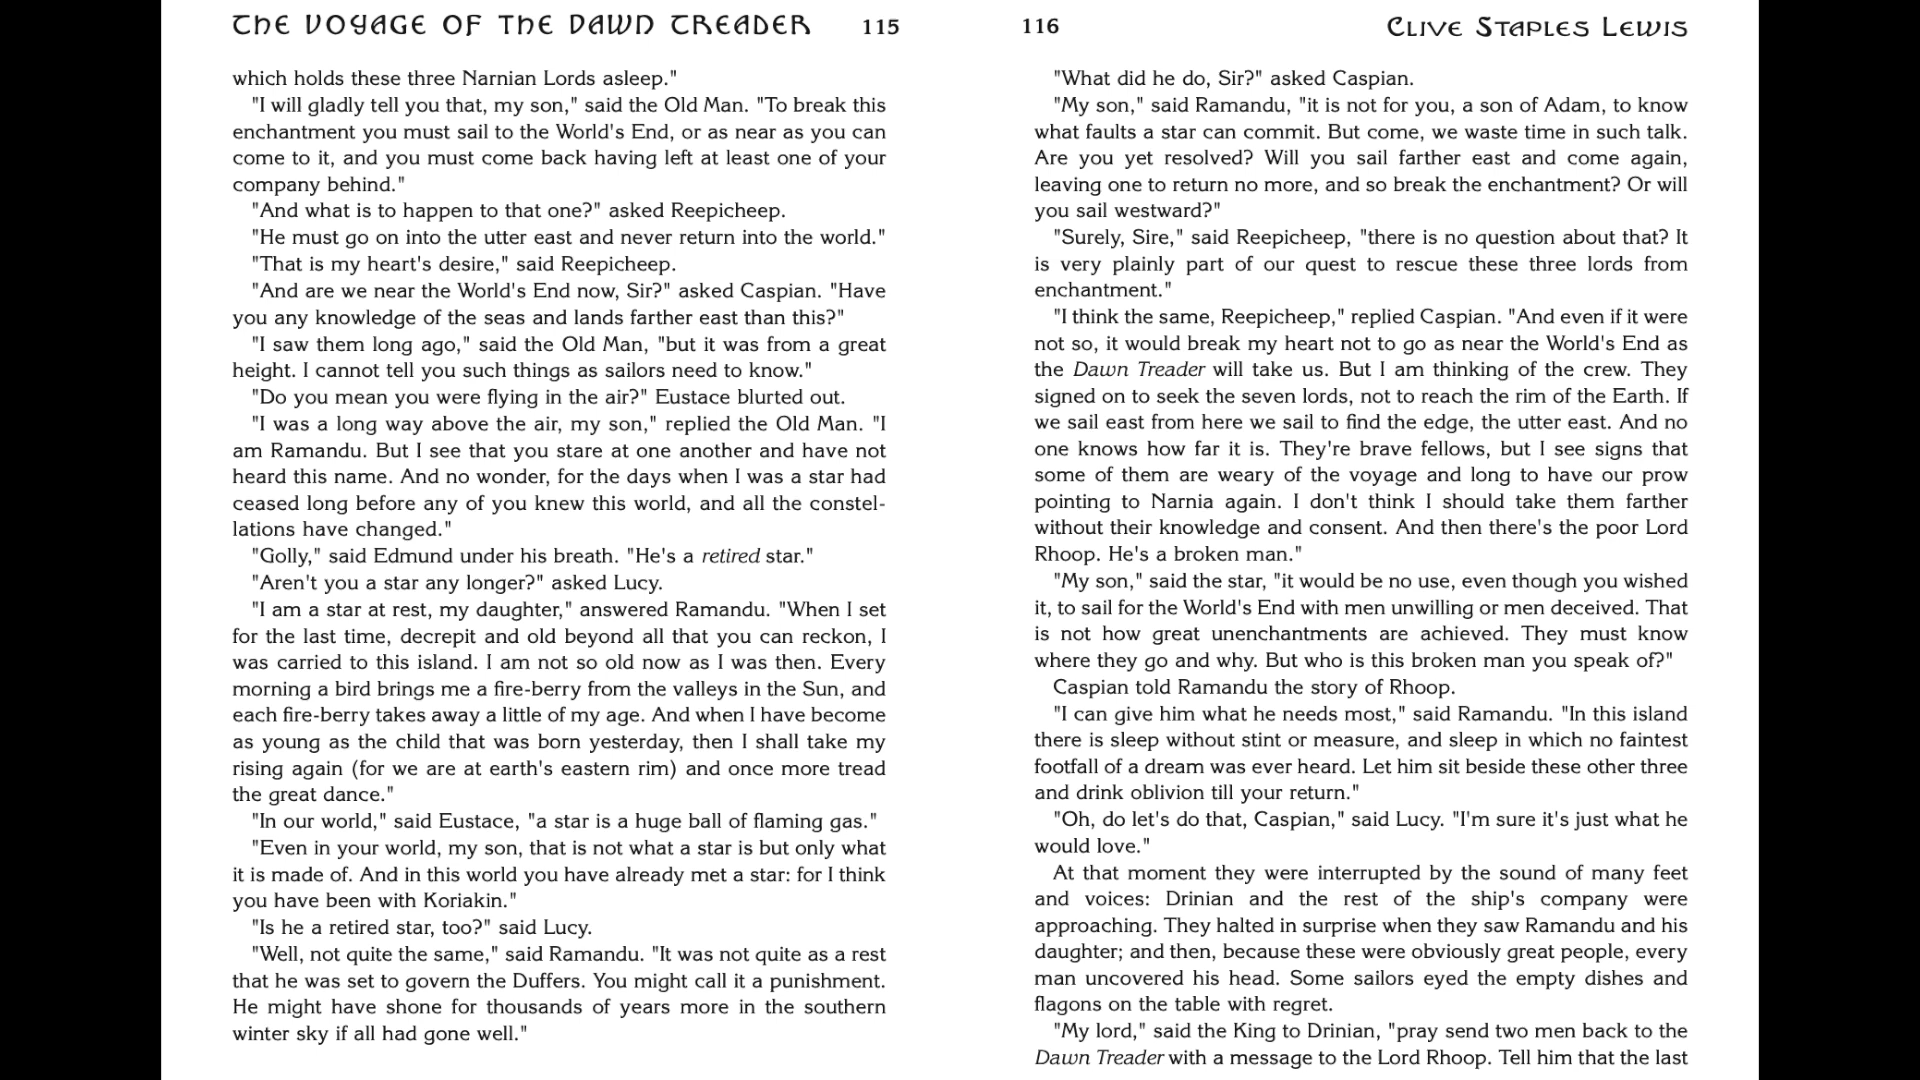 THE VOYAGE OF THE DAWN TREADER 115
which holds these three Narnian Lords asleep."
"I will gladly tell you that, my son," said the Old Man. "To break this
enchantment you must sail to the World's End, or as near as you can
come to it, and you must come back having left at least one of your
company behind."
"And what is to happen to that one?" asked Reepicheep.
"He must go on into the utter east and never return into the world."
"That is my heart's desire," said Reepicheep.
"And are we near the World's End now, Sir?" asked Caspian. "Have
you any knowledge of the seas and lands farther east than this?"
"I saw them long ago," said the Old Man, "but it was from a great
height. I cannot tell you such things as sailors need to know."
"Do you mean you were flying in the air?" Eustace blurted out.
"I was a long way above the air, my son," replied the Old Man. "I
am Ramandu. But I see that you stare at one another and have not
heard this name. And no wonder, for the days when I was a star had
ceased long before any of you knew this world, and all the constel-
lations have changed."
"Golly," said Edmund under his breath. "He's a retired star."
"Aren't you a star any longer?" asked Lucy.
"I am a star at rest, my daughter," answered Ramandu. "When I set
for the last time, decrepit and old beyond all that you can reckon, I
was carried to this island. I am not so old now as I was then. Every
morning a bird brings me a fire-berry from the valleys in the Sun, and
each fire-berry takes away a little of my age. And when I have become
as young as the child that was born yesterday, then I shall take my
rising again (for we are at earth's eastern rim) and once more tread
the great dance."
"In our world," said Eustace, "a star is a huge ball of flaming gas."
"Even in your world, my son, that is not what a star is but only what
it is made of. And in this world you have already met a star: for I think
you have been with Koriakin."
"Is he a retired star, too?" said Lucy.
"Well, not quite the same," said Ramandu. "It was not quite as a rest
that he was set to govern the Duffers. You might call it a punishment.
He might have shone for thousands of years more in the southern
winter sky if all had gone well."
116 Clive Staples Lewis
"What did he do, Sir?" asked Caspian.
"My son," said Ramandu, "it is not for you, a son of Adam, to know
what faults a star can commit. But come, we waste time in such talk.
Are you yet resolved? Will you sail farther east and come again,
leaving one to return no more, and so break the enchantment? Or will
you sail westward?"
"Surely, Sire," said Reepicheep, "there is no question about that? It
is very plainly part of our quest to rescue these three lords from
enchantment."
"I think the same, Reepicheep," replied Caspian. "And even if it were
not so, it would break my heart not to go as near the World's End as
the Dawn Treader will take us. But I am thinking of the crew. They
signed on to seek the seven lords, not to reach the rim of the Earth. If
we sail east from here we sail to find the edge, the utter east. And no
one knows how far it is. They're brave fellows, but I see signs that
some of them are weary of the voyage and long to have our prow
pointing to Narnia again. I don't think I should take them farther
without their knowledge and consent. And then there's the poor Lord
Rhoop. He's a broken man."
"My son," said the star, "it would be no use, even though you wished
it, to sail for the World's End with men unwilling or men deceived. That
is not how great unenchantments are achieved. They must know
where they go and why. But who is this broken man you speak of?"
Caspian told Ramandu the story of Rhoop.
"I can give him what he needs most," said Ramandu. "In this island
there is sleep without stint or measure, and sleep in which no faintest
footfall of a dream was ever heard. Let him sit beside these other three
and drink oblivion till your return."
"Oh, do let's do that, Caspian," said Lucy. "I'm sure it's just what he
would love."
At that moment they were interrupted by the sound of many feet
and voices: Drinian and the rest of the ship's company were
approaching. They halted in surprise when they saw Ramandu and his
daughter; and then, because these were obviously great people, every
man uncovered his head. Some sailors eyed the empty dishes and
flagons on the table with regret.
"My lord," said the King to Drinian, "pray send two men back to the
Dawn Treader with a message to the Lord Rhoop. Tell him that the last